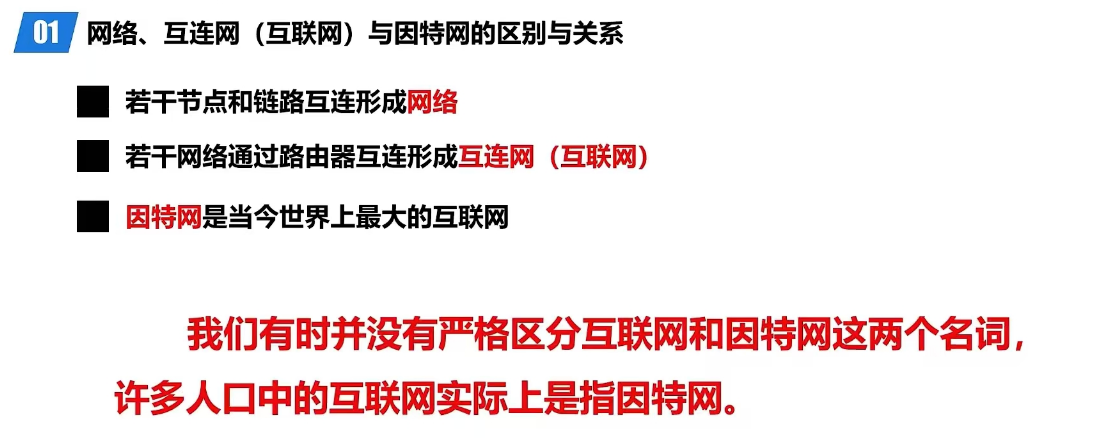 01 网络、互连网（互联网）与因特网的区别与关系
若干节点和链路互连形成网络
若干网络通过路由器互连形成互连网（互联网）
因特网是当今世界上最大的互联网
我们有时并没有严格区分互联网和因特网这两个名词，
许多人口中的互联网实际上是指因特网。